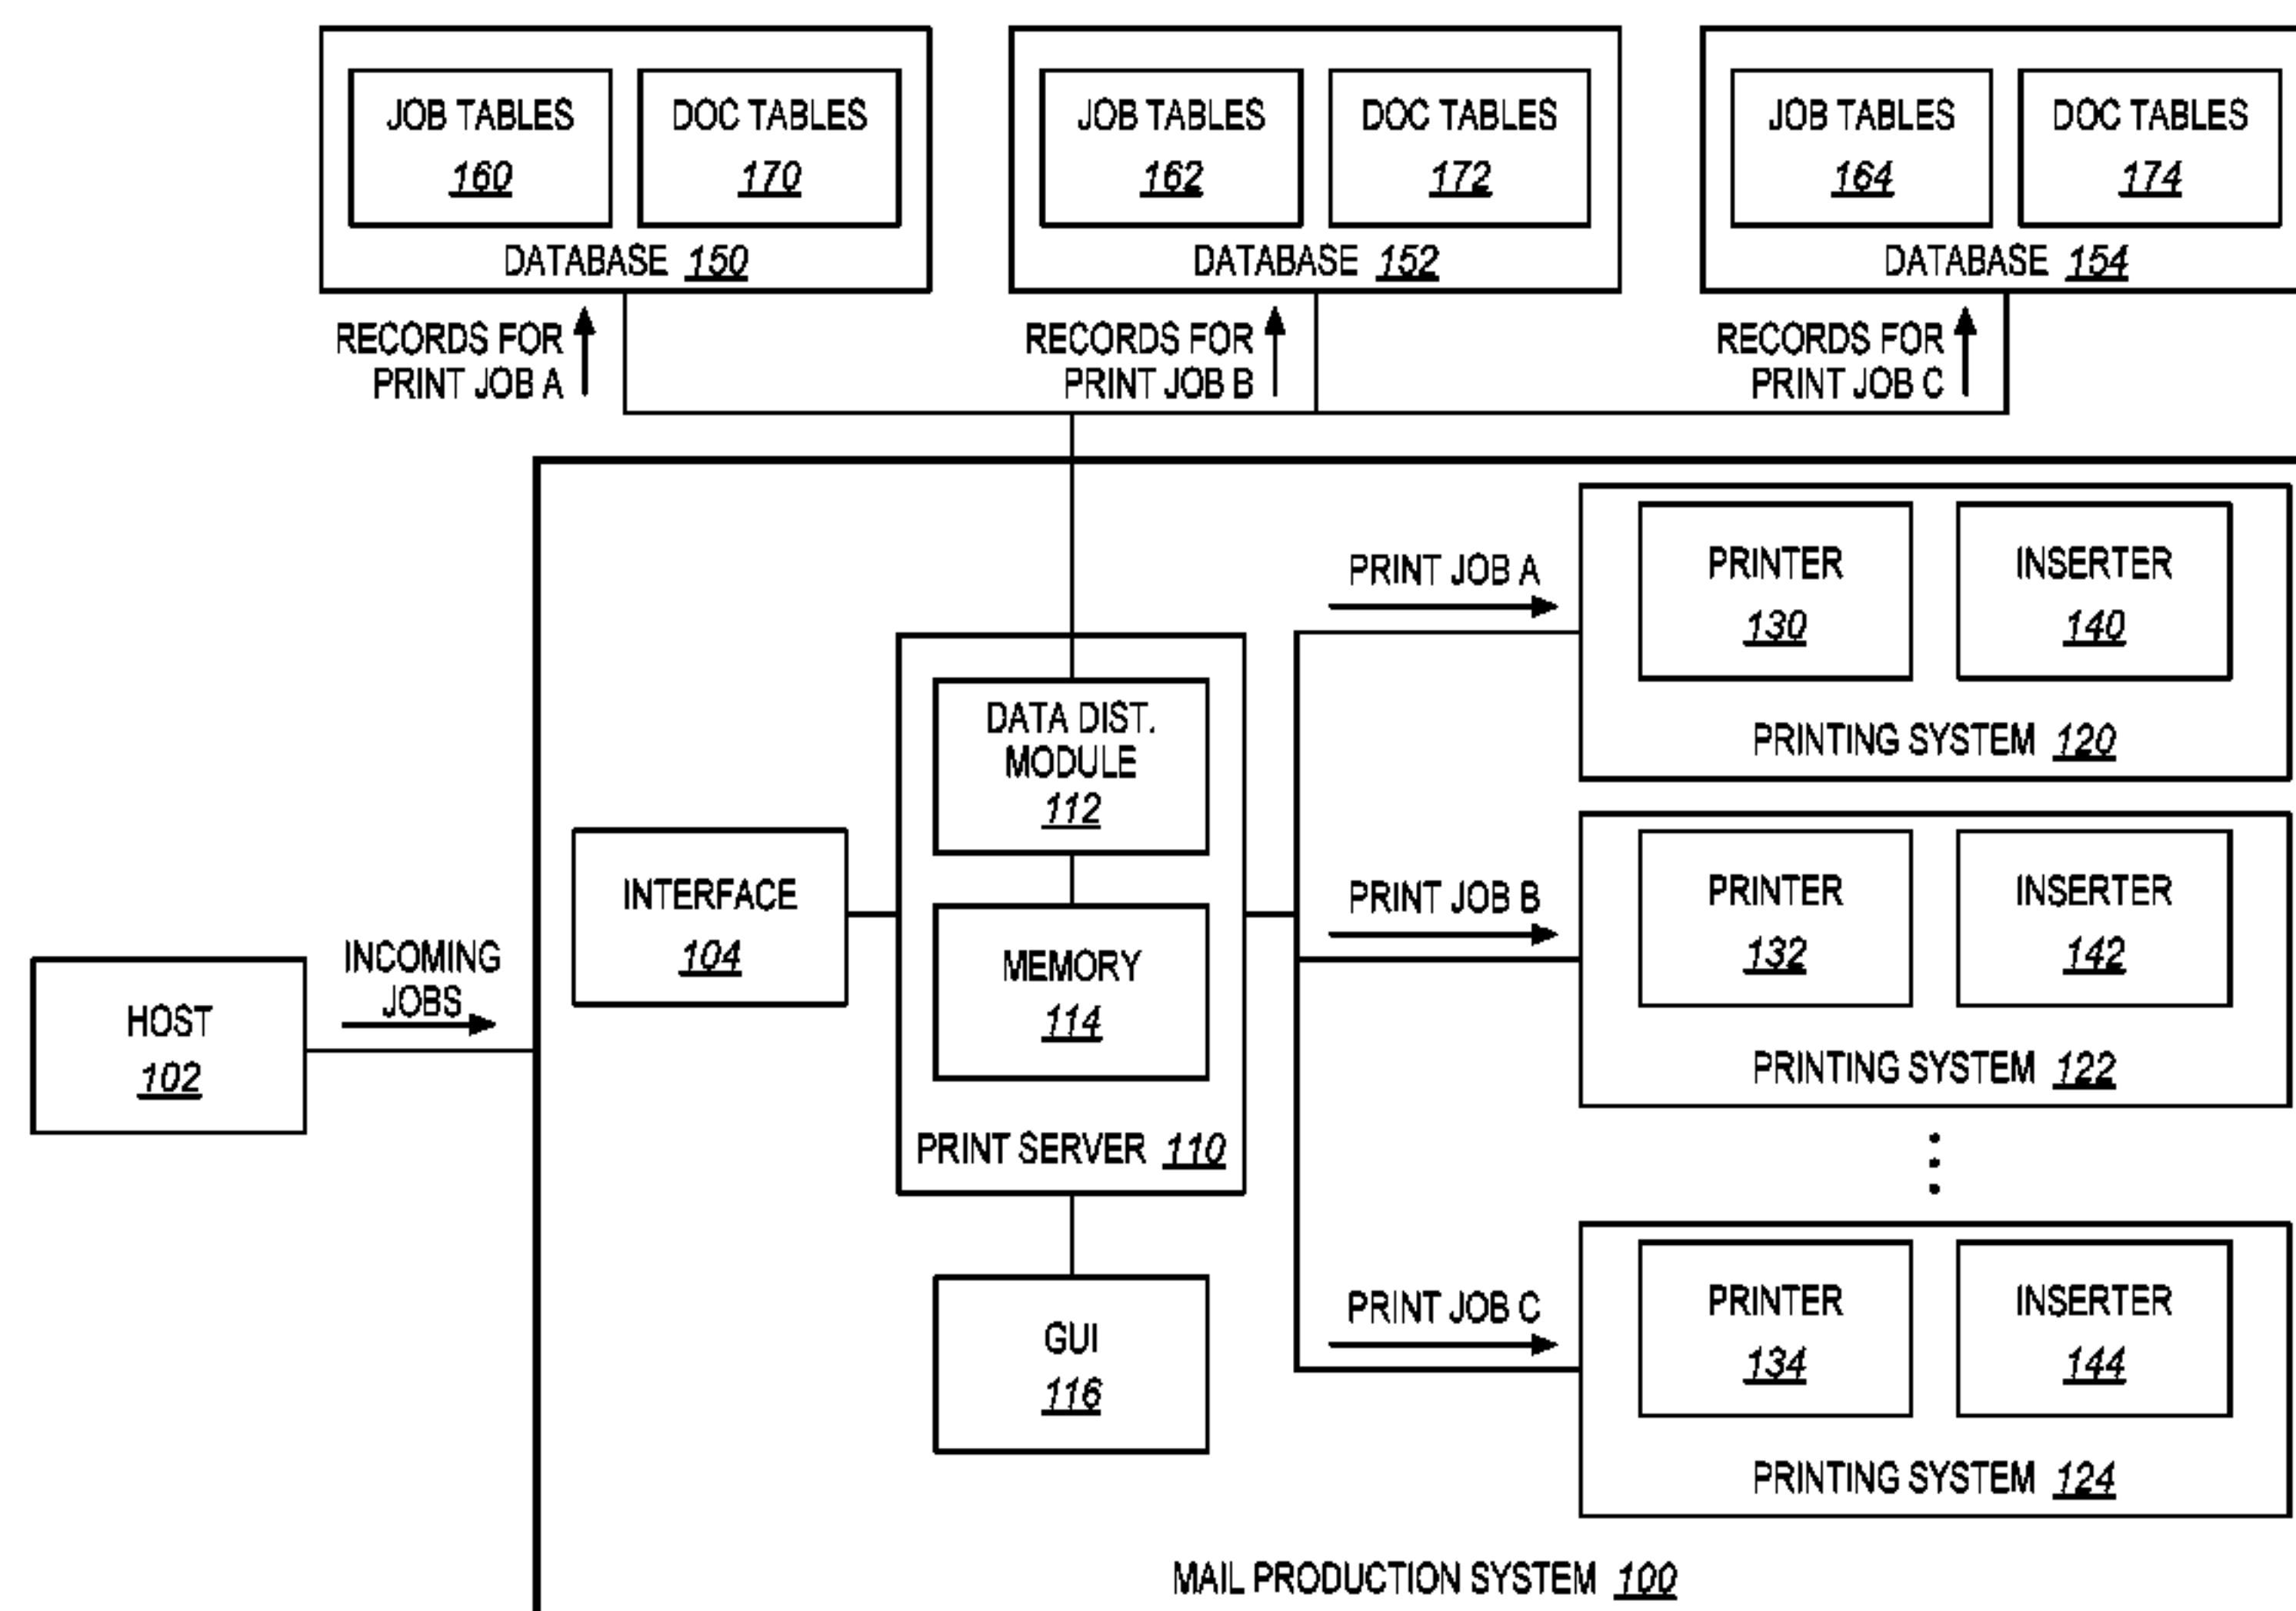 JOB TABLES
160
DOC TABLES
170
DATABASE 150
JOB TABLES
162
DOC TABLES
172
DATABASE 152
JOB TABLES
164
DOC TABLES
174
DATABASE 154
RECORDS FOR
PRINT JOB A
RECORDS FOR
PRINT JOB B
RECORDS FOR
PRINT JOB C
HOST
102
INCOMING
JOBS
INTERFACE
104
DATA DIST.
MODULE
112
MEMORY
114
PRINT SERVER 110
GUI
116
PRINT JOB A
PRINTER
130
INSERTER
140
PRINTING SYSTEM 120
PRINT JOB B
PRINTER
132
INSERTER
142
PRINTING SYSTEM 122
PRINT JOB C
PRINTER
134
INSERTER
144
PRINTING SYSTEM 124
MAIL PRODUCTION SYSTEM 100